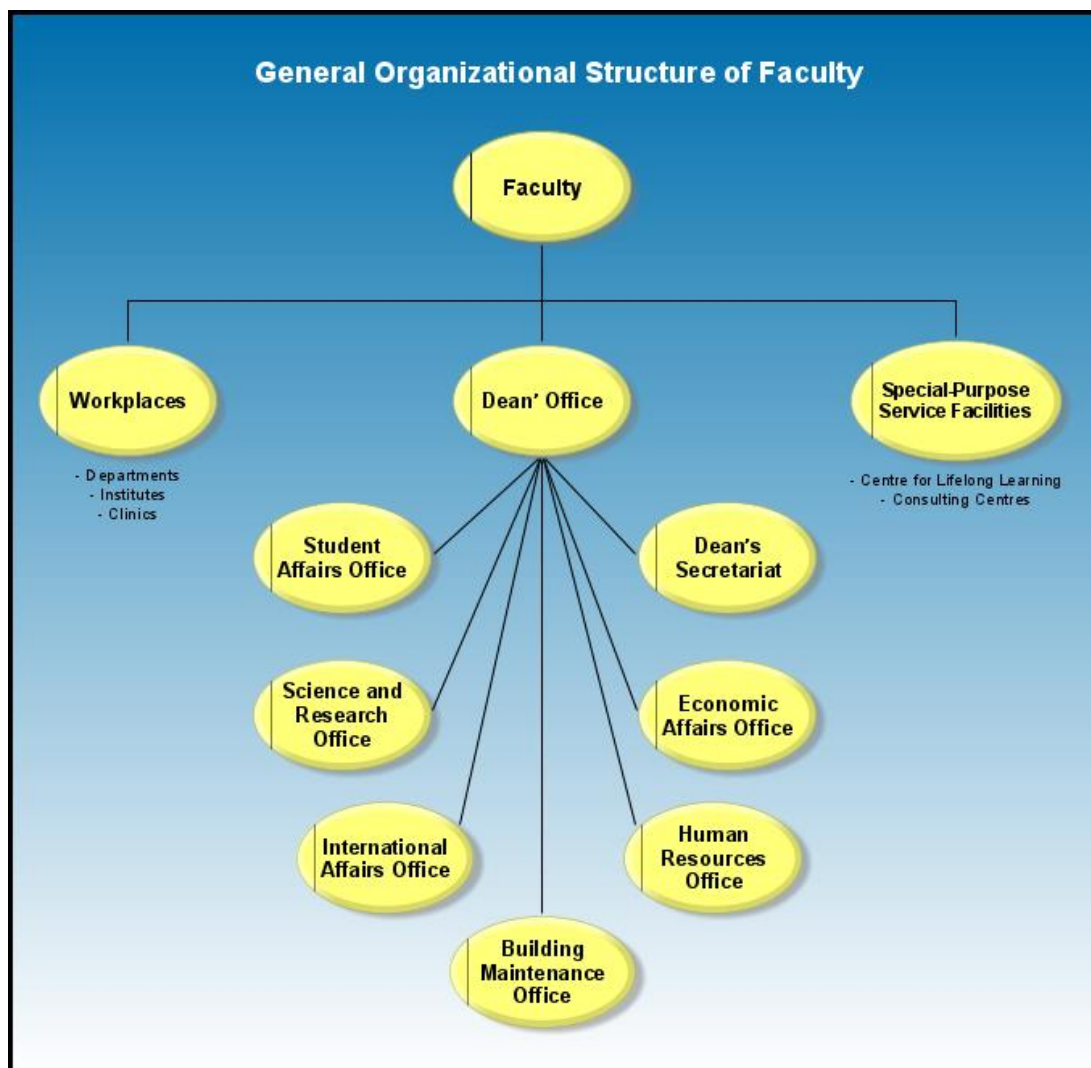 General Organizational Structure of Faculty
Faculty
Workplaces
- Departments
- Institutes
- Clinics
Dean' Office
Special-Purpose
Service Facilities
- Centre for Lifelong Learning
- Consulting Centres
Student
Affairs Office
Dean's
Secretariat
Science and
Research
Office
Economic
Affairs Office
International
Affairs Office
Human
Resources
Office
Building
Maintenance
Office